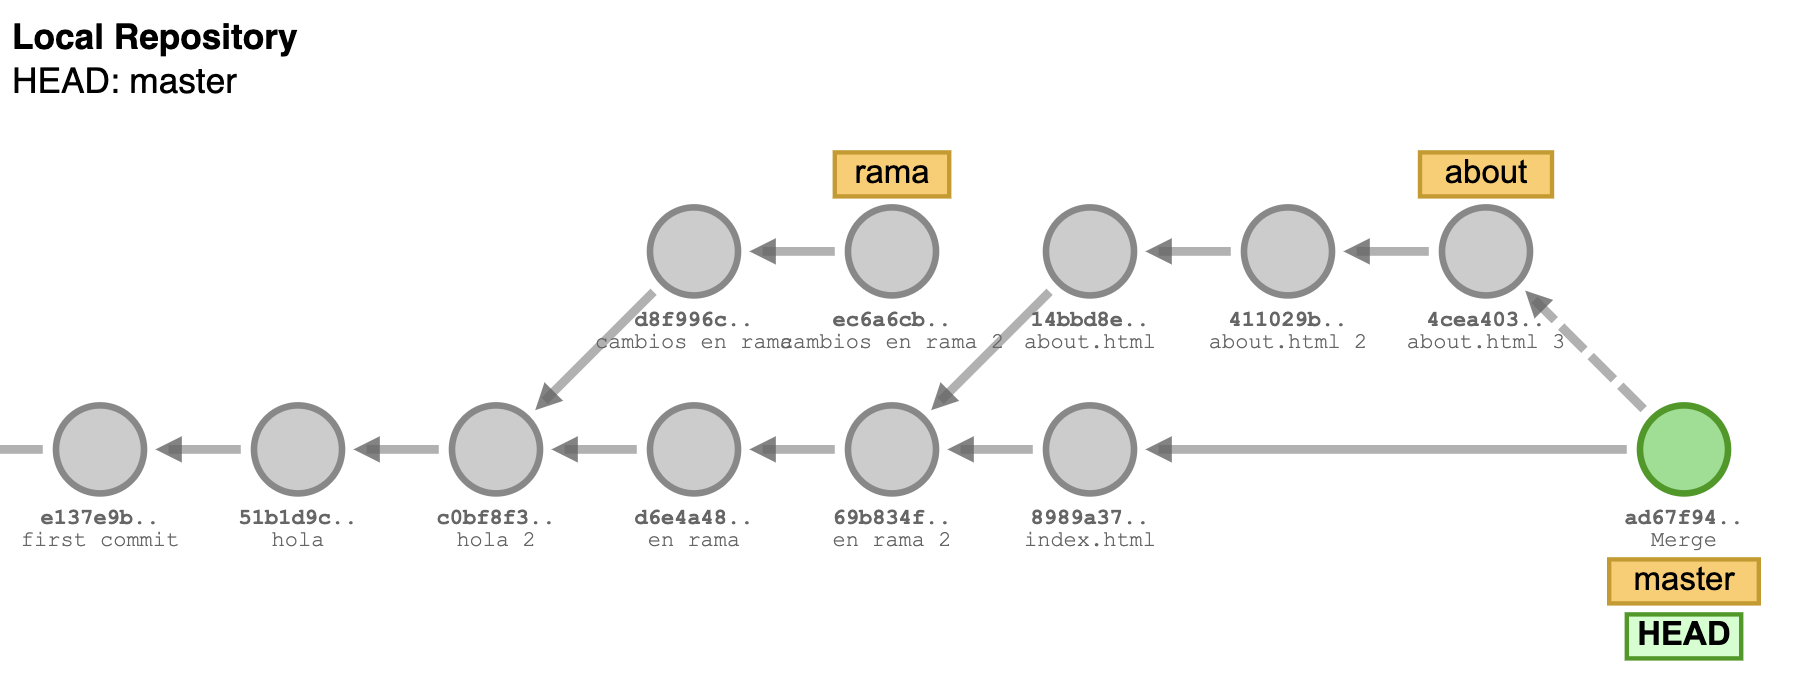 Local Repository
HEAD: master
rama
about
d8f996c..
cambios en rama
ec6a6cb..
cambios en rama 2
14bbd8e..
about.html
411029b..
about.html 2
4cea403..
about.html 3
e137e9b..
first commit
51b1d9c..
hola
c0bf8f3..
hola 2
d6e4a48..
en rama
69b834f..
en rama 2
8989a37..
index.html
ad67f94..
Merge
master
HEAD